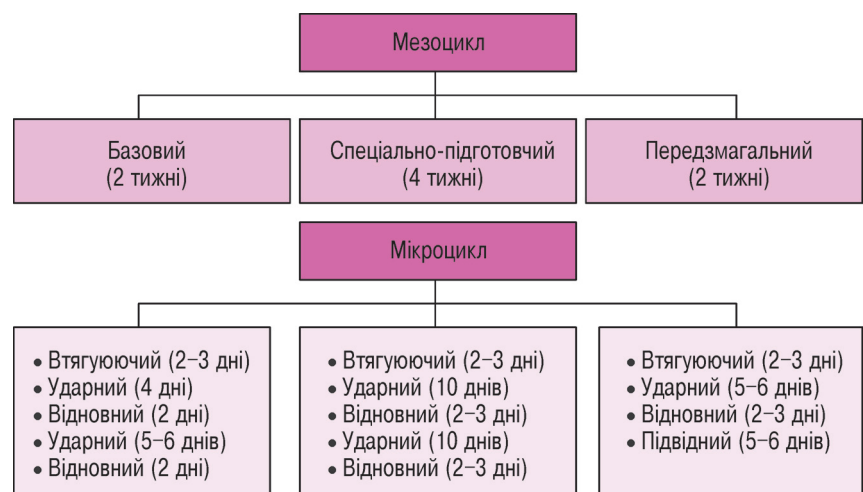 Мезоцикл
Базовий
(2 тижні)
Спеціально-підготовчий
(4 тижні)
Передзмагальний
(2 тижні)
Мікроцикл
• Втягуюючий (2–3 дні)
• Ударний (4 дні)
• Відновний (2 дні)
• Ударний (5–6 днів)
• Відновний (2 дні)
• Втягуюючий (2–3 дні)
• Ударний (10 днів)
• Відновний (2–3 дні)
• Ударний (10 днів)
• Відновний (2–3 дні)
• Втягуюючий (2–3 дні)
• Ударний (5–6 днів)
• Відновний (2–3 дні)
• Підвідний (5–6 днів)